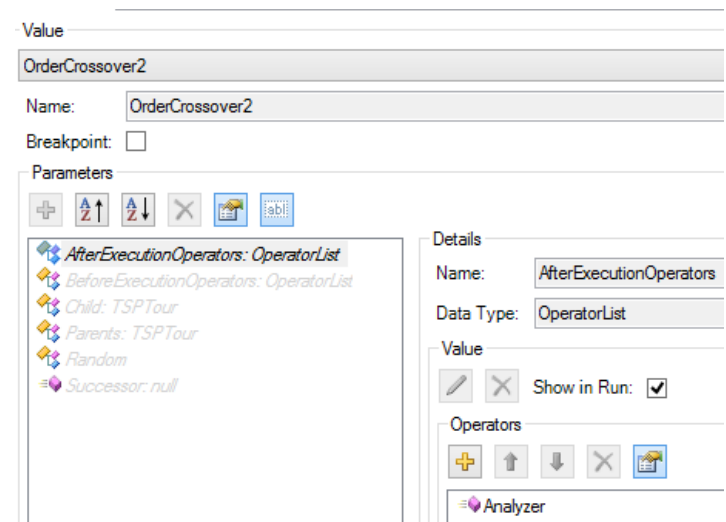 Value
OrderCrossover2
Name: OrderCrossover2
Breakpoint:
Parameters
AfterExecutionOperators: OperatorList
BeforeExecutionOperators: OperatorList
Child: TSPTour
Parents: TSPTour
Random
Successor: null
Details
Name: AfterExecutionOperators
Data Type: OperatorList
Value
Show in Run:
Operators
Analyzer